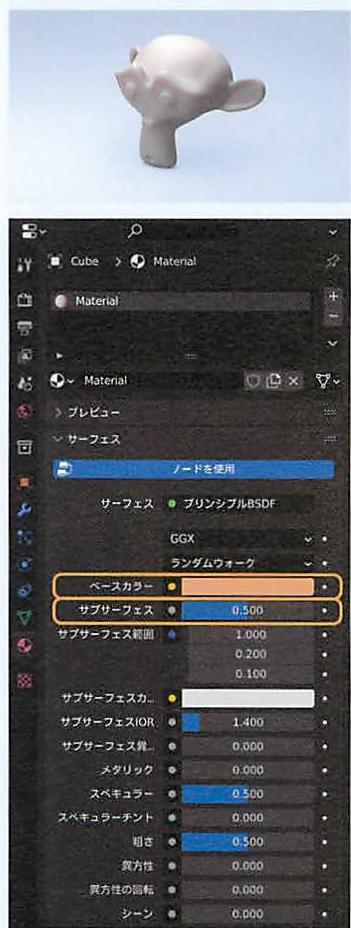 Cube > Material
Material
Material
プレビュー
サーフェス
ノードを使用
サーフェス プリンシプルBSDF
GGX
ランダムウォーク
ベースカラー
サブサーフェス 0.500
サブサーフェス範囲 1.000
0.200
0.100
サブサーフェスカ...
サブサーフェスIOR 1.400
サブサーフェス異... 0.000
メタリック 0.000
スペキュラー 0.500
スペキュラーチント 0.000
粗さ 0.500
異方性 0.000
異方性の回転 0.000
シーン 0.000